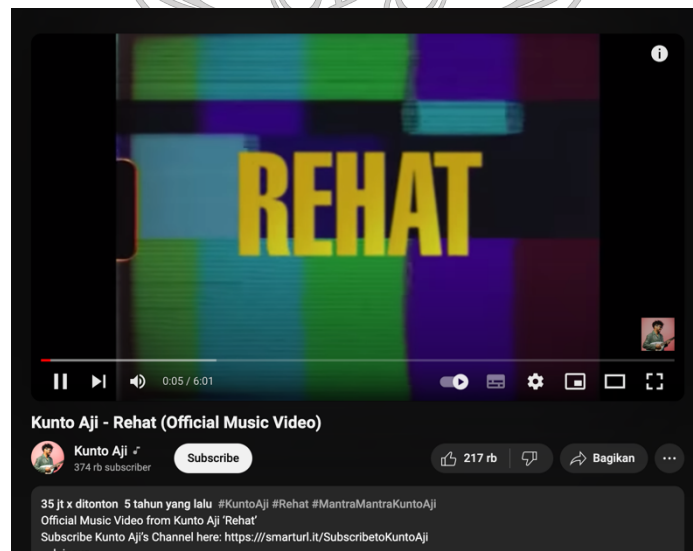 REHAT
0:05 / 6:01
Kunto Aji - Rehat (Official Music Video)
Kunto Aji
374 rb subscriber
Subscribe
217 rb
Bagikan
35 jt x ditonton 5 tahun yang lalu #KuntoAji #Rehat #MantraMantraKuntoAji
Official Music Video from Kunto Aji 'Rehat'
Subscribe Kunto Aji's Channel here: https:///smarturl.it/SubscribetoKuntoAji